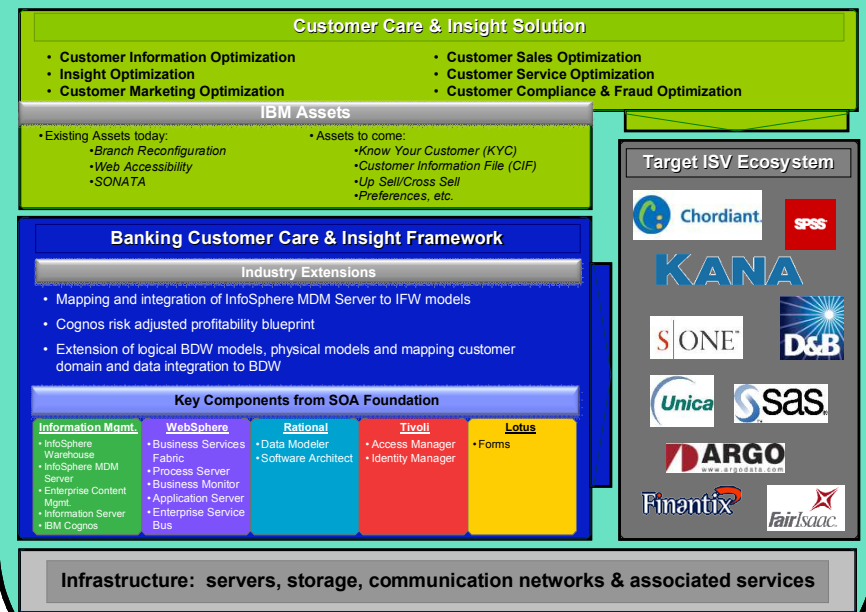 Customer Care & Insight Solution
• Customer Information Optimization
• Insight Optimization
• Customer Marketing Optimization
• Customer Sales Optimization
• Customer Service Optimization
• Customer Compliance & Fraud Optimization
IBM Assets
•Existing Assets today:
•Branch Reconfiguration
•Web Accessibility
•SONATA
•Assets to come:
•Know Your Customer (KYC)
•Customer Information File (CIF)
•Up Sell/Cross Sell
•Preferences, etc.
Banking Customer Care & Insight Framework
Industry Extensions
• Mapping and integration of InfoSphere MDM Server to IFW models
• Cognos risk adjusted profitability blueprint
• Extension of logical BDW models, physical models and mapping customer
domain and data integration to BDW
Key Components from SOA Foundation
Information Mgmt.
• InfoSphere
Warehouse
• InfoSphere MDM
Server
• Enterprise Content
Mgmt.
• Information Server
• IBM Cognos
WebSphere
•Business Services
Fabric
•Process Server
•Business Monitor
•Application Server
•Enterprise Service
Bus
Rational
•Data Modeler
•Software Architect
Tivoli
• Access Manager
• Identity Manager
Lotus
•Forms
Target ISV Ecosystem
Chordiant.
SPSS
KANA
S|ONE
D&B
Unica
sas
ARGO
www.argodata.com
Finantix
FairIsaac.
Infrastructure: servers, storage, communication networks & associated services